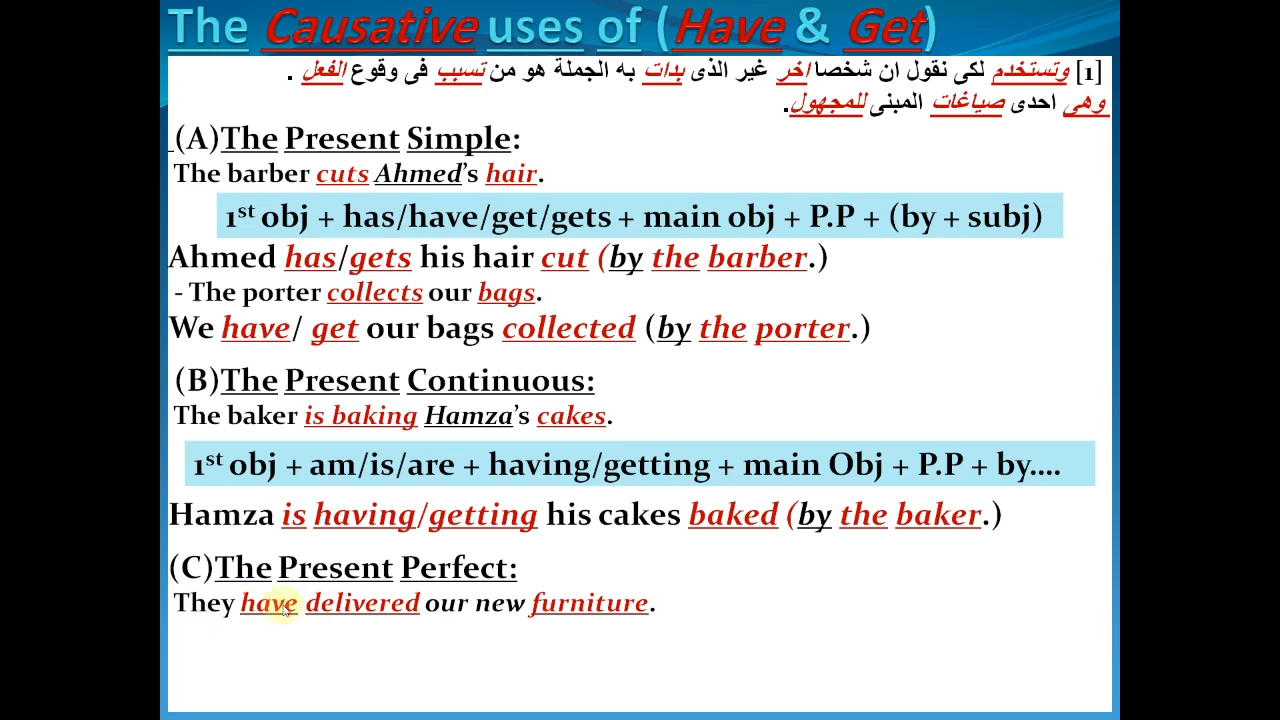 The Causative uses of (Have & Get)
[1] وتستخدم لكى نقول ان شخصا اخر غير الذى بدات به الجملة هو من تسبب فى وقوع الفعل .
وهى احدى صياغات المبنى للمجهول.
(A)The Present Simple:
The barber cuts Ahmed's hair.
1st obj + has/have/get/gets + main obj + P.P + (by + subj)
Ahmed has/gets his hair cut (by the barber.)
- The porter collects our bags.
We have/ get our bags collected (by the porter.)
(B)The Present Continuous:
The baker is baking Hamza's cakes.
1st obj + am/is/are + having/getting + main Obj + P.P + by....
Hamza is having/getting his cakes baked (by the baker.)
(C)The Present Perfect:
They have delivered our new furniture.